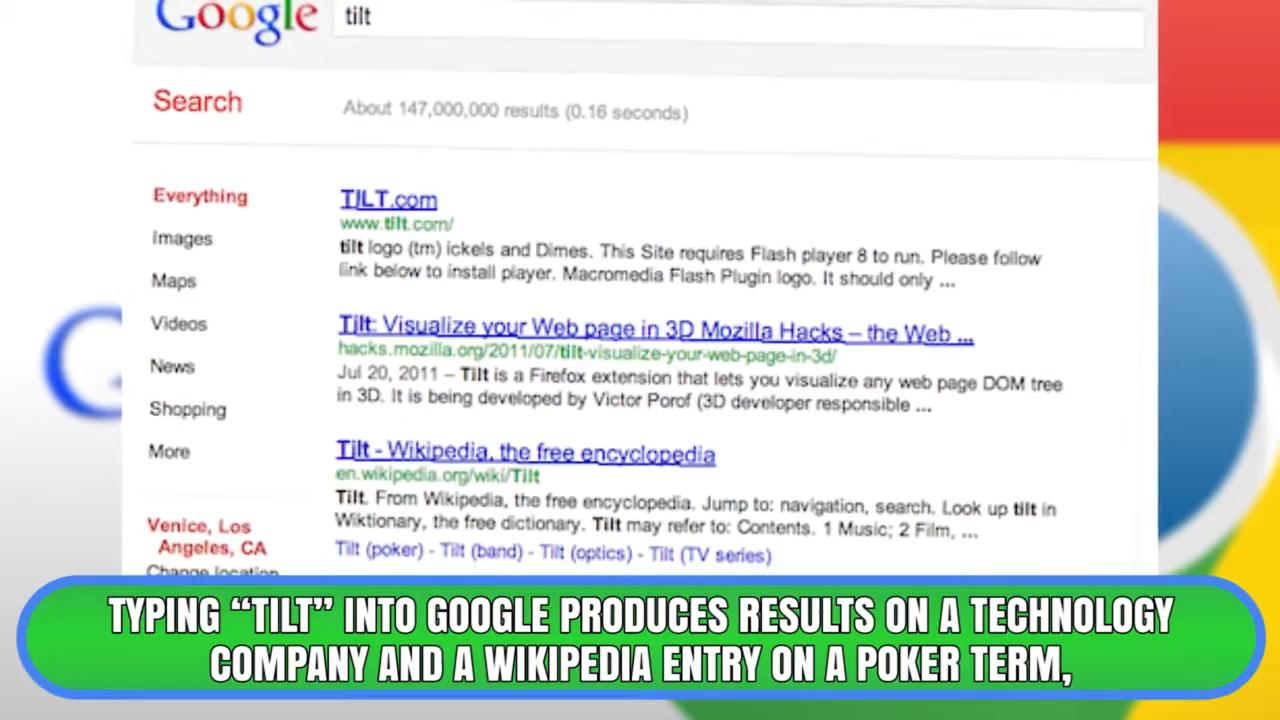 Google
tilt
Search
About 147,000,000 results (0.16 seconds)
Everything
Images
Maps
Videos
News
Shopping
More
Venice, Los
Angeles, CA
Change location
TILT.com
www.tilt.com/
tilt logo (tm) ickels and Dimes. This Site requires Flash player 8 to run. Please follow
link below to install player. Macromedia Flash Plugin logo. It should only ...
Tilt: Visualize your Web page in 3D Mozilla Hacks – the Web ...
hacks.mozilla.org/2011/07/tilt-visualize-your-web-page-in-3d/
Jul 20, 2011 – Tilt is a Firefox extension that lets you visualize any web page DOM tree
in 3D. It is being developed by Victor Porof (3D developer responsible ...
Tilt - Wikipedia, the free encyclopedia
en.wikipedia.org/wiki/Tilt
Tilt. From Wikipedia, the free encyclopedia. Jump to: navigation, search. Look up tilt in
Wiktionary, the free dictionary. Tilt may refer to: Contents. 1 Music; 2 Film, ...
Tilt (poker) - Tilt (band) - Tilt (optics) - Tilt (TV series)
TYPING “TILT” INTO GOOGLE PRODUCES RESULTS ON A TECHNOLOGY
COMPANY AND A WIKIPEDIA ENTRY ON A POKER TERM,